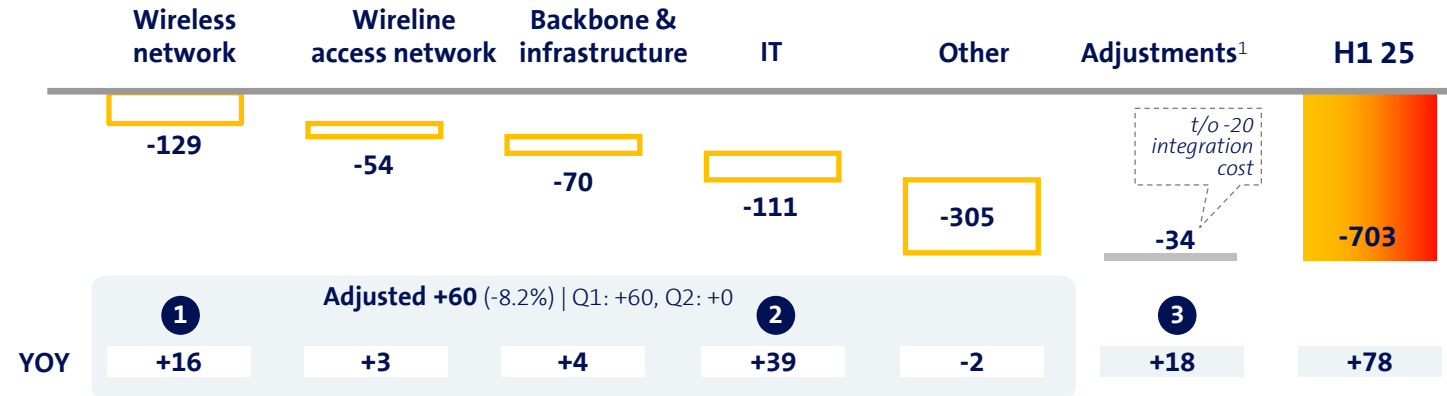 Wireless network
Wireline access network
Backbone & infrastructure
IT
Other
Adjustments¹
H1 25
-129
-54
-70
-111
-305
t/o -20
integration
cost
-34
-703
Adjusted +60 (-8.2%) | Q1: +60, Q2: +0
1
2
3
YOY
+16
+3
+4
+39
-2
+18
+78